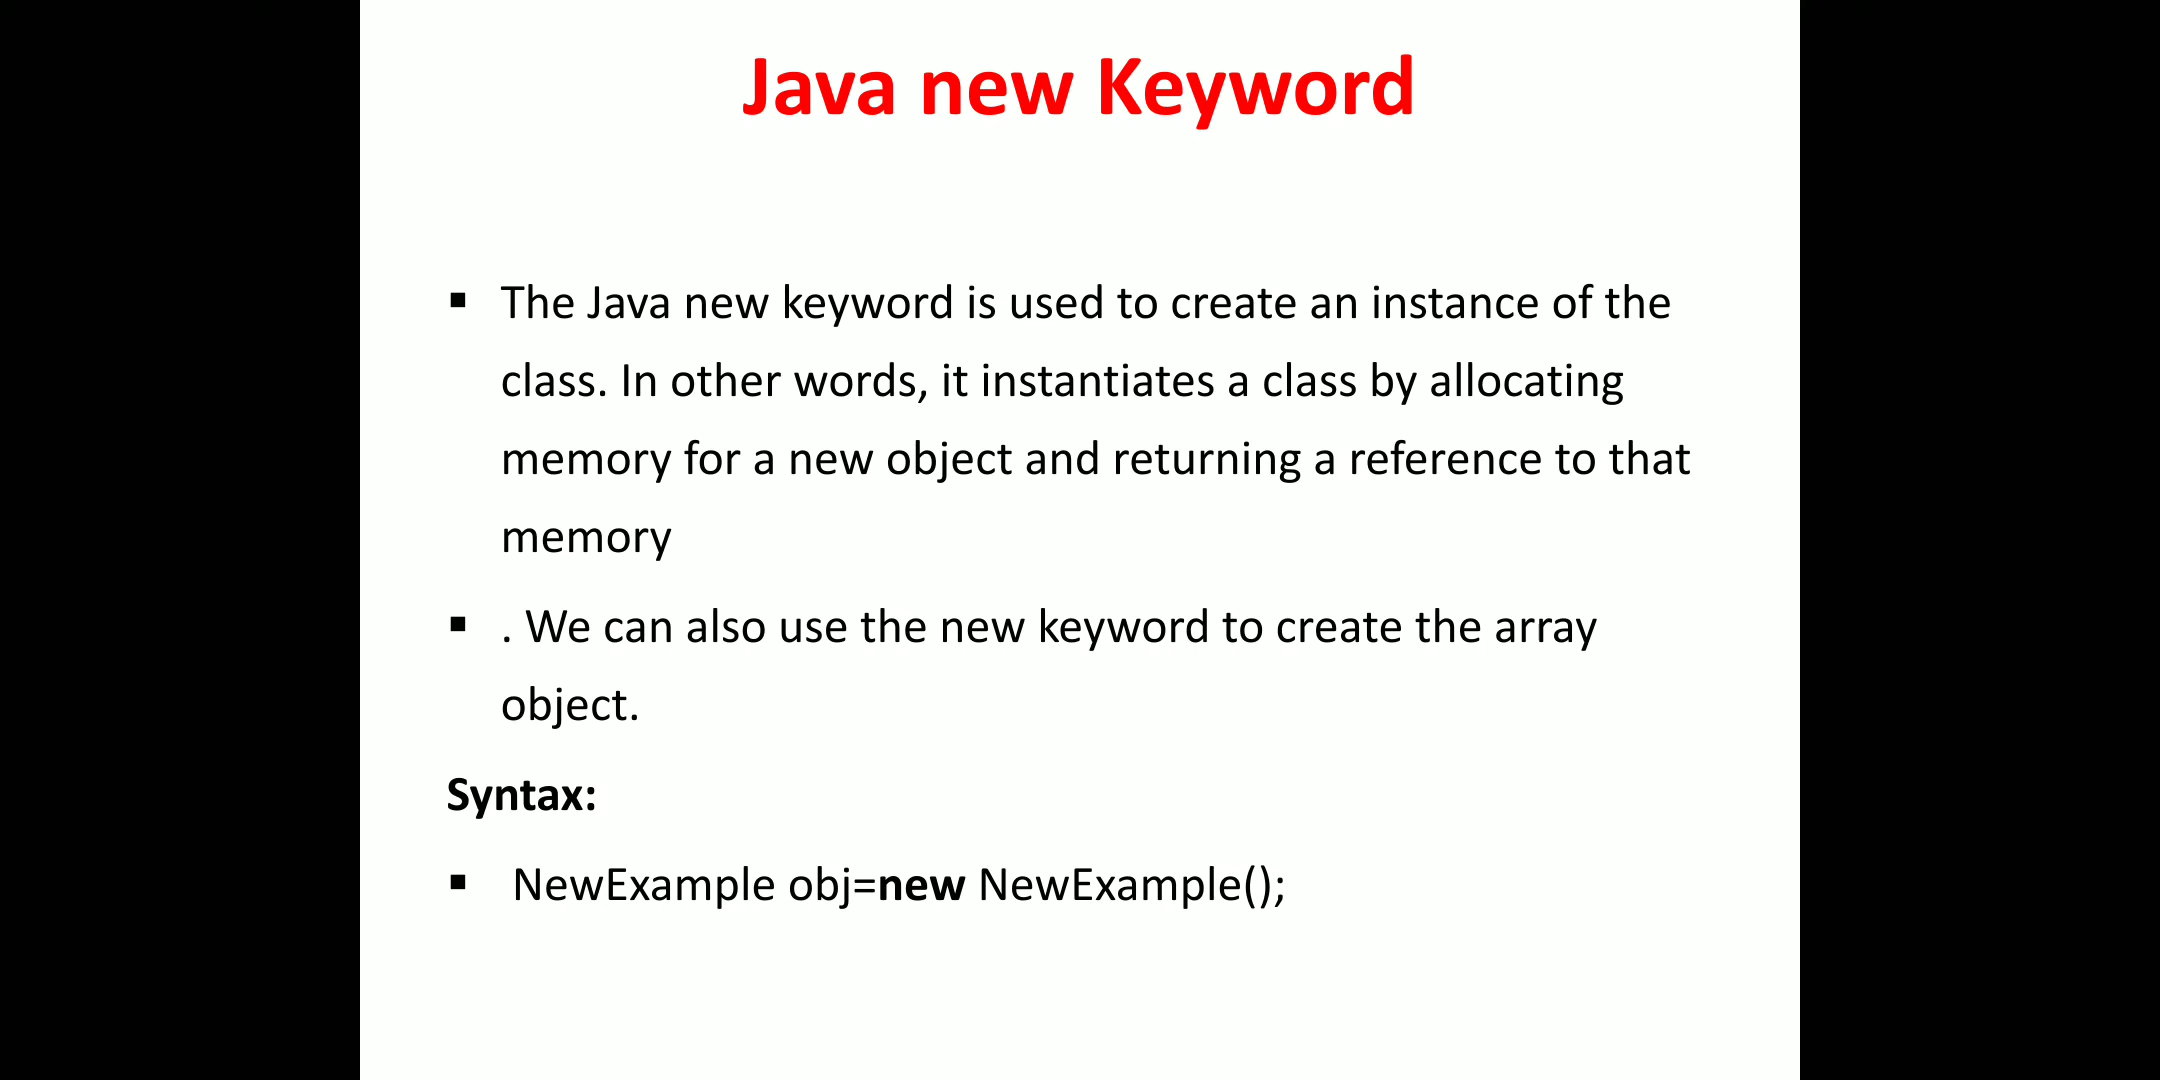 Java new Keyword
▪ The Java new keyword is used to create an instance of the
class. In other words, it instantiates a class by allocating
memory for a new object and returning a reference to that
memory
▪ . We can also use the new keyword to create the array
object.
Syntax:
▪ NewExample obj=new NewExample();